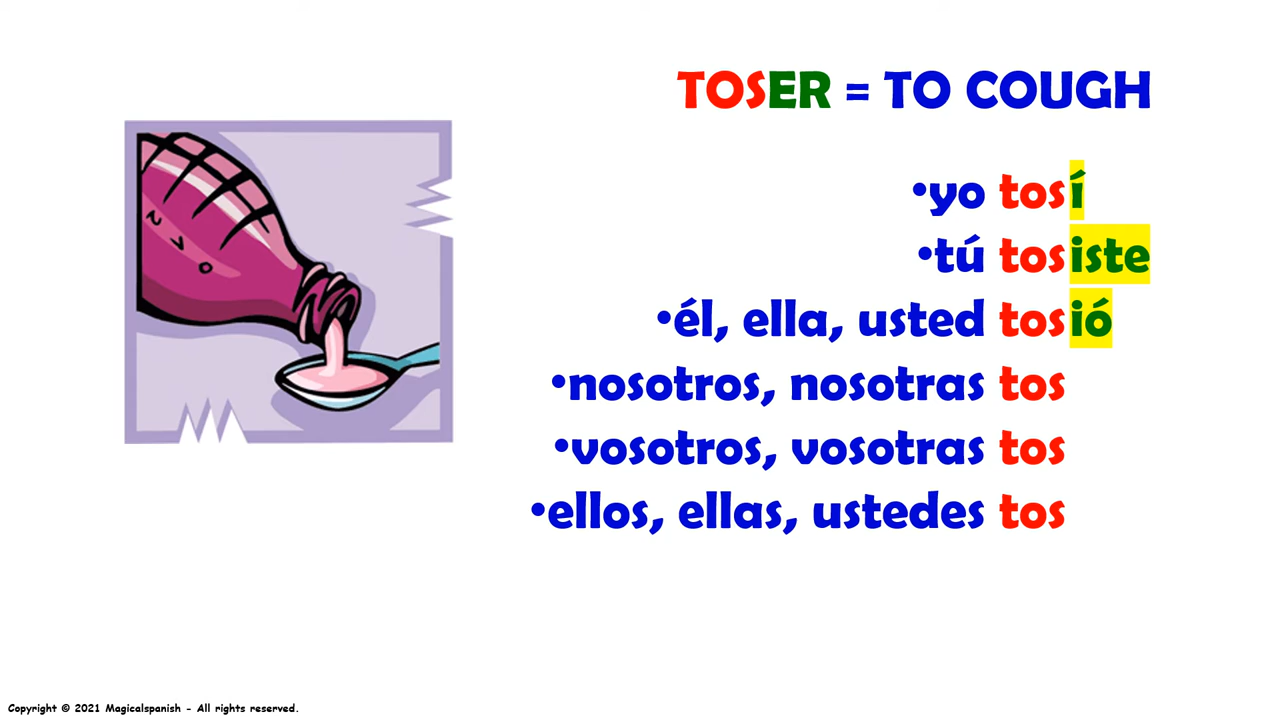 TOSER = TO COUGH
•yo tosí
•tú tosiste
•él, ella, usted tosió
•nosotros, nosotras tos
•vosotros, vosotras tos
•ellos, ellas, ustedes tos
Copyright © 2021 Magicalspanish - All rights reserved.